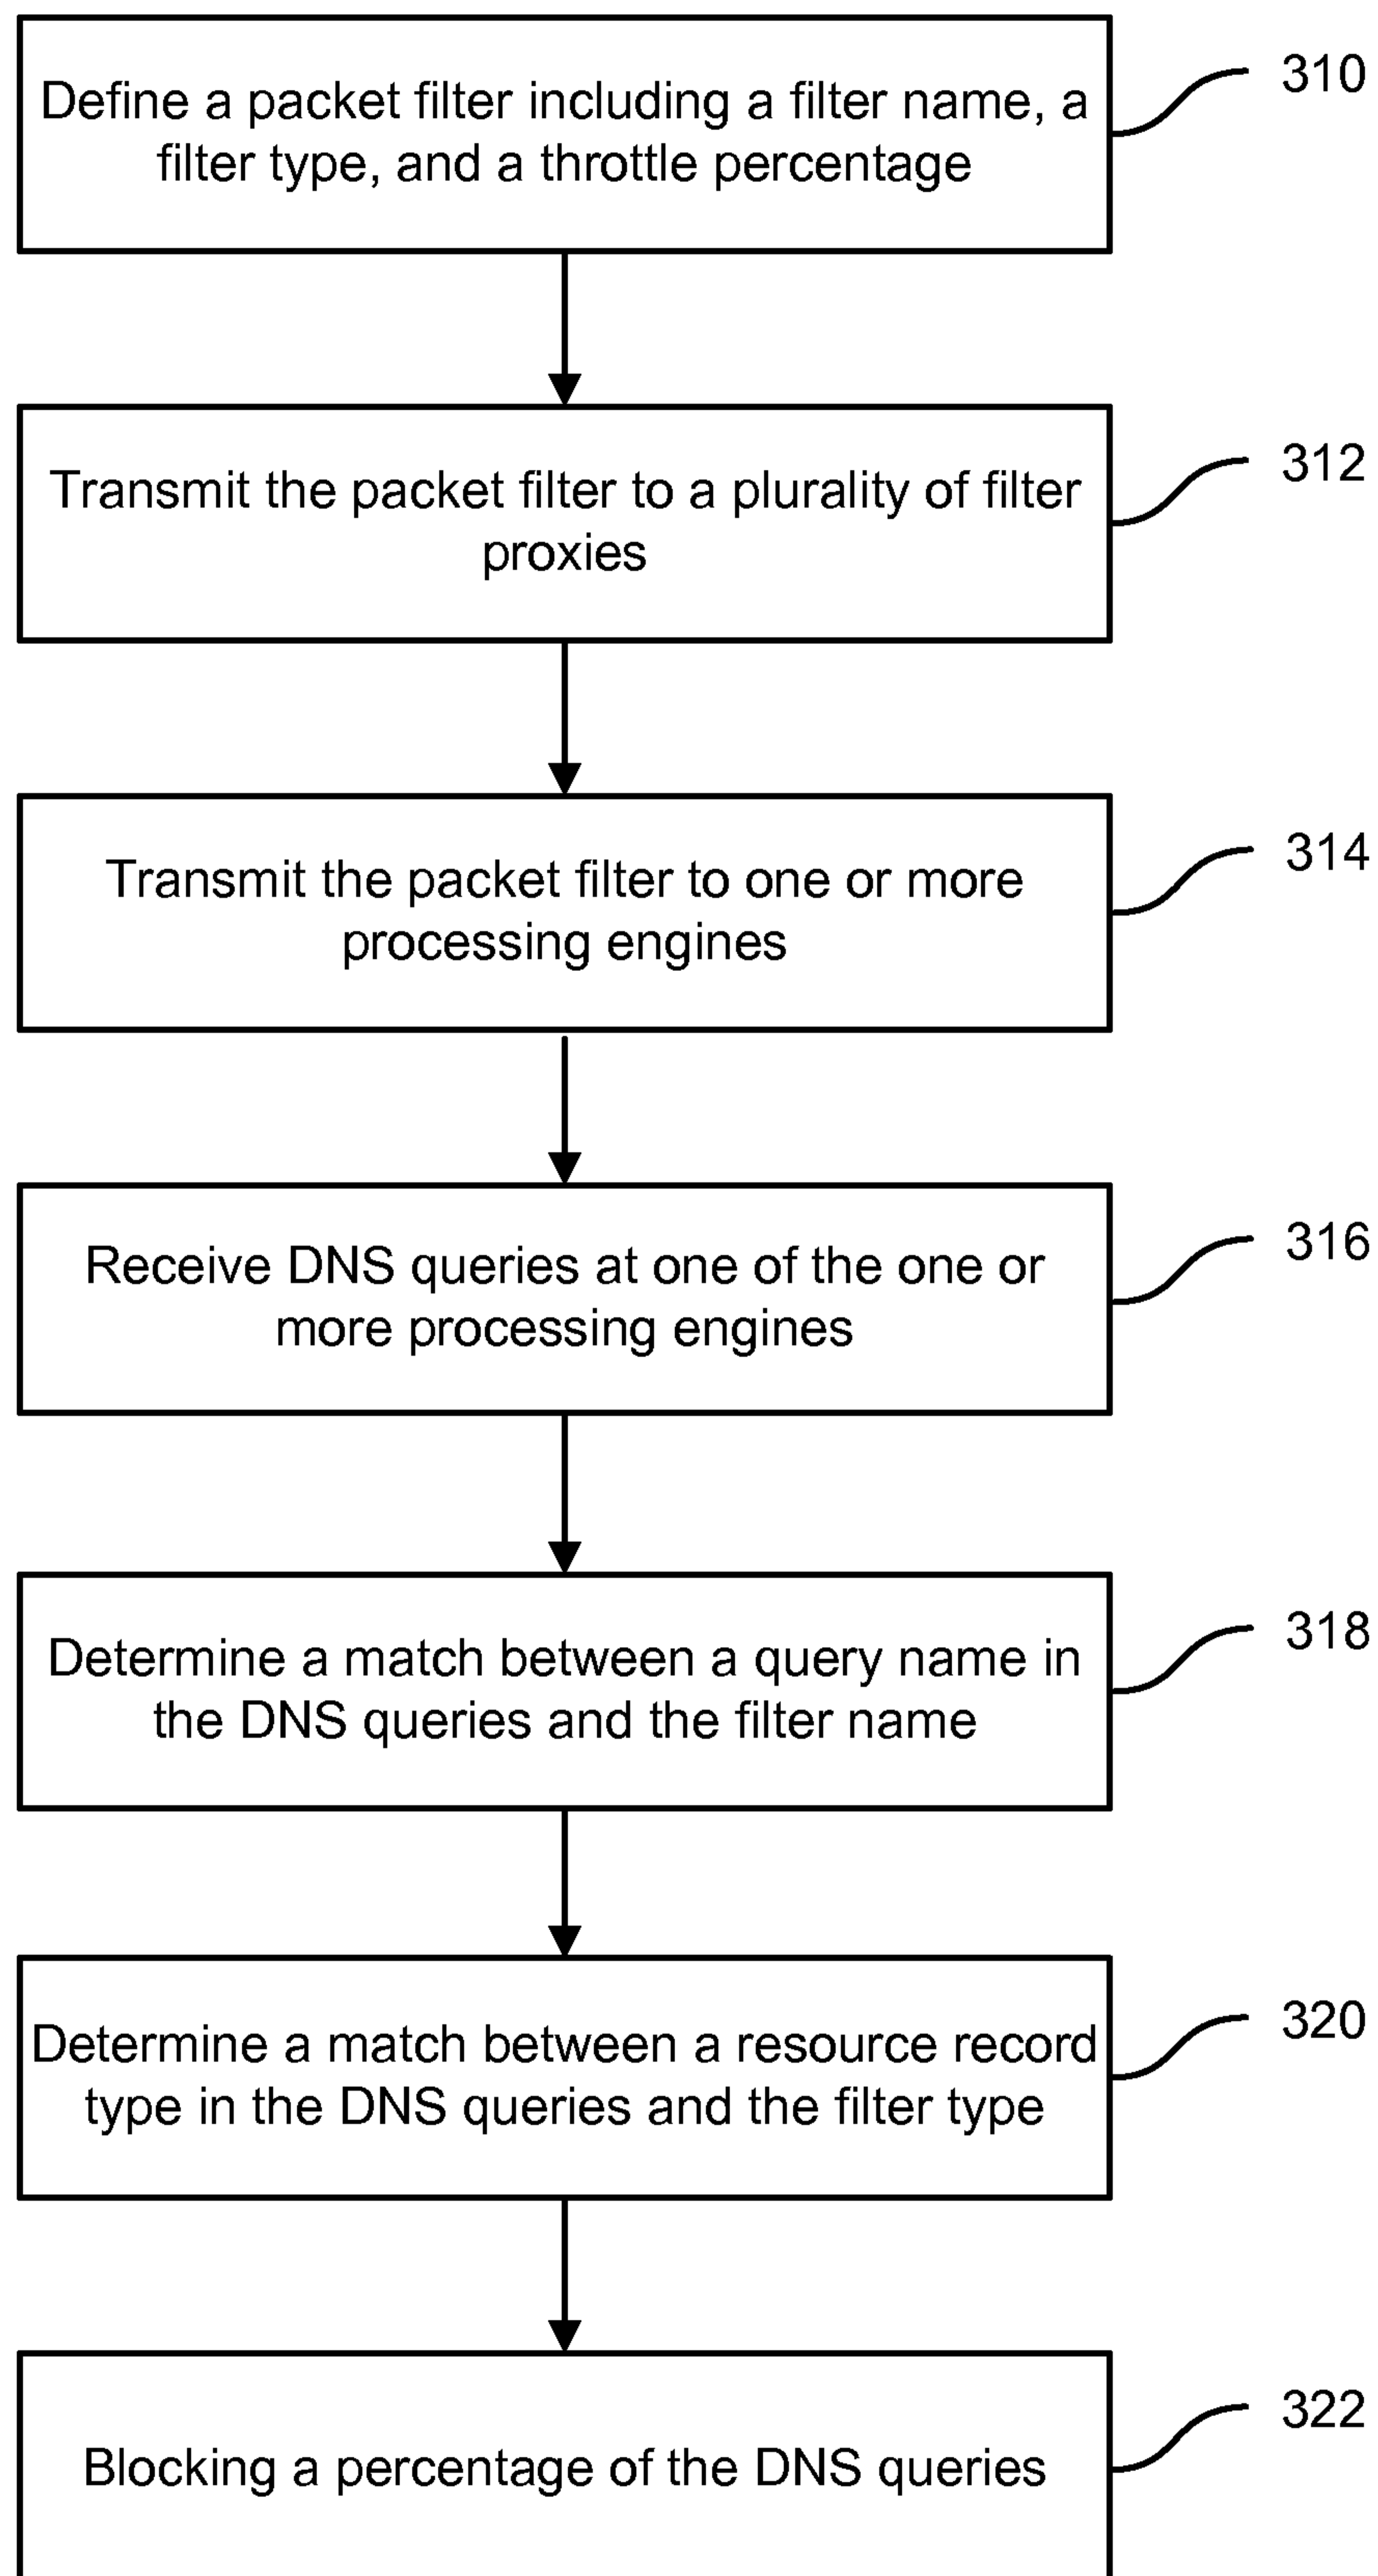 Define a packet filter including a filter name, a
filter type, and a throttle percentage
310
Transmit the packet filter to a plurality of filter
proxies
312
Transmit the packet filter to one or more
processing engines
314
Receive DNS queries at one of the one or
more processing engines
316
Determine a match between a query name in
the DNS queries and the filter name
318
Determine a match between a resource record
type in the DNS queries and the filter type
320
Blocking a percentage of the DNS queries
322